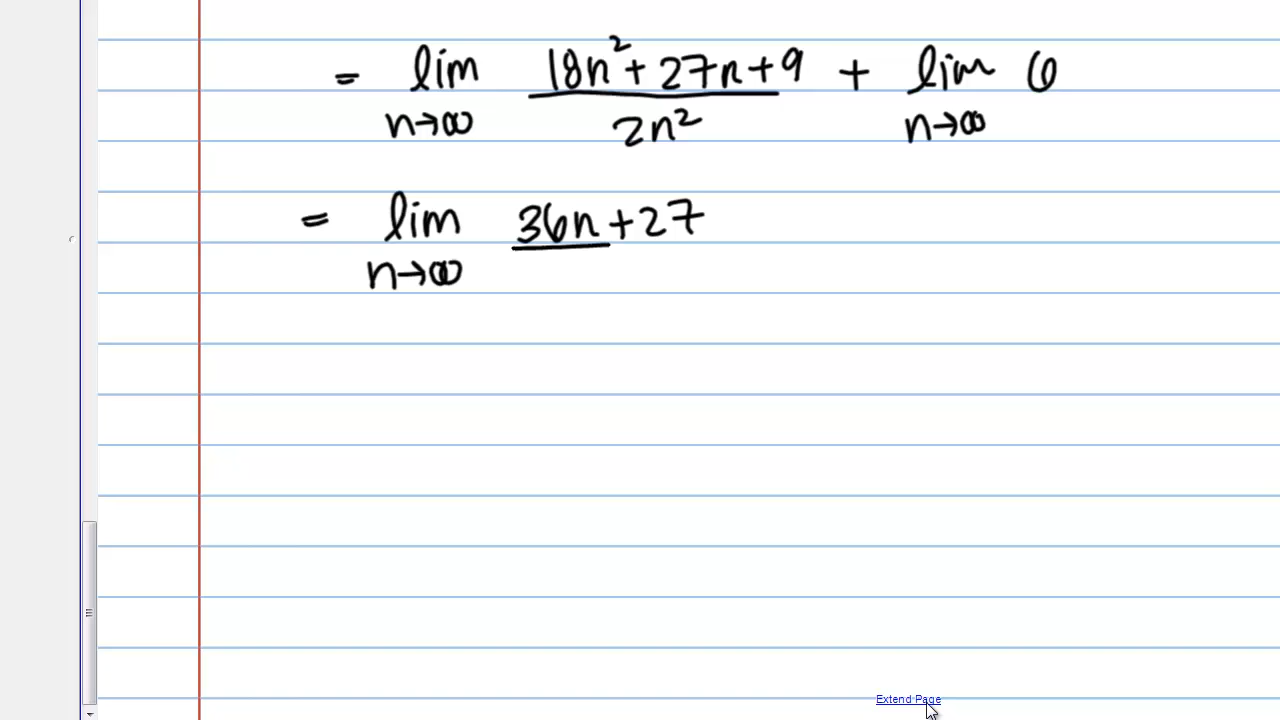 = lim n→∞ 18n² + 27n + 9 / 2n² + lim n→∞ 6
= lim n→∞ 36n + 27
Extend Page